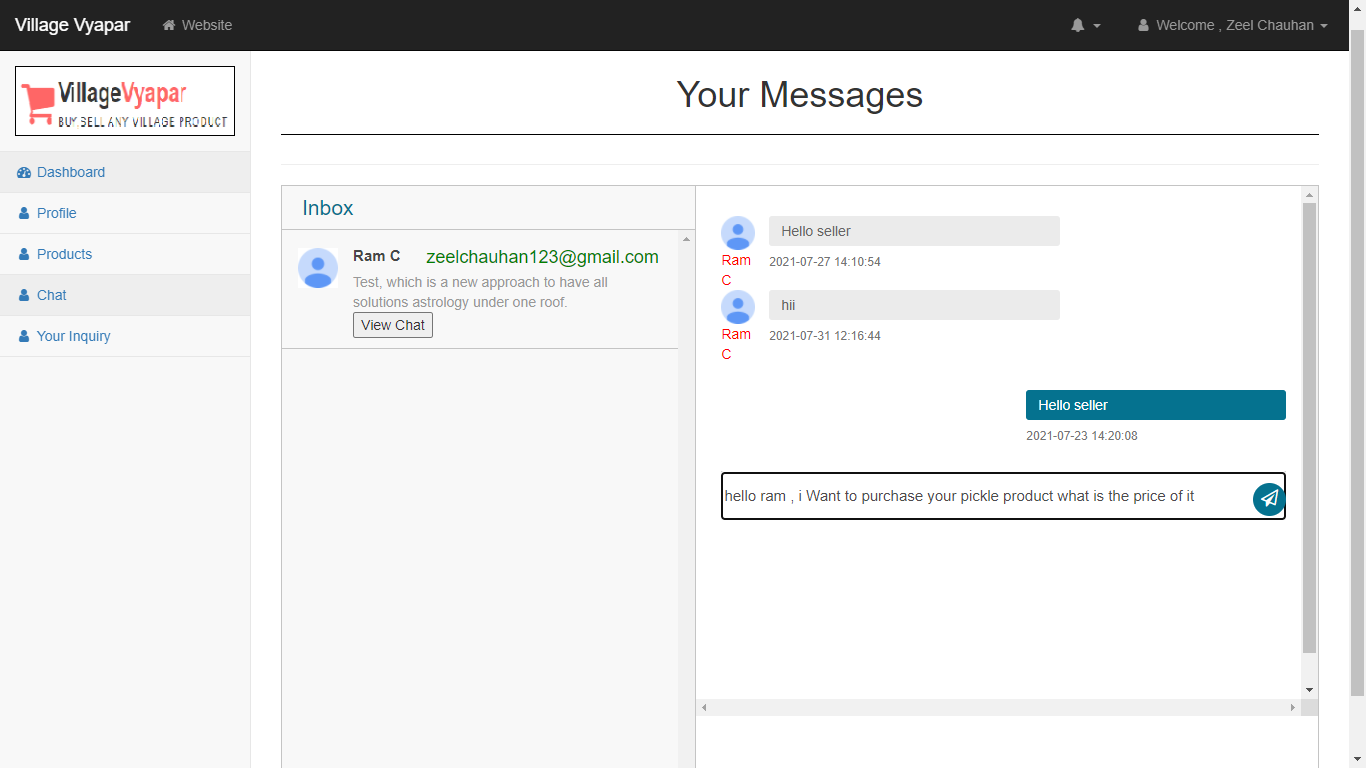 Village Vyapar Website Welcome , Zeel Chauhan
VillageVyapar
BUY SELL ANY VILLAGE PRODUCT
Dashboard
Profile
Products
Chat
Your Inquiry
Your Messages
Inbox
Ram C zeelchauhan123@gmail.com
Test, which is a new approach to have all
solutions astrology under one roof.
View Chat
Hello seller
Ram
C
2021-07-27 14:10:54
hii
Ram
C
2021-07-31 12:16:44
Hello seller
2021-07-23 14:20:08
hello ram , i Want to purchase your pickle product what is the price of it